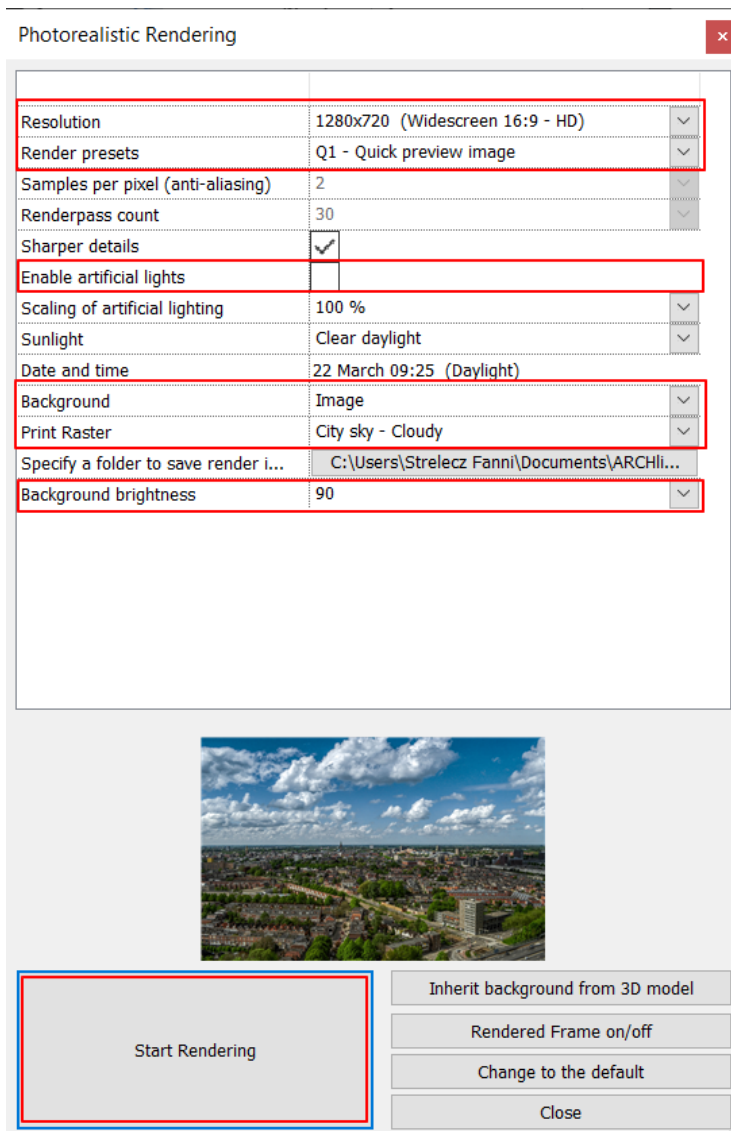 Photorealistic Rendering
Resolution 1280x720 (Widescreen 16:9 - HD)
Render presets Q1 - Quick preview image
Samples per pixel (anti-aliasing) 2
Renderpass count 30
Sharper details
Enable artificial lights
Scaling of artificial lighting 100 %
Sunlight Clear daylight
Date and time 22 March 09:25 (Daylight)
Background Image
Print Raster City sky - Cloudy
Specify a folder to save render i... C:\Users\Strelecz Fanni\Documents\ARCHli...
Background brightness 90
Start Rendering
Inherit background from 3D model
Rendered Frame on/off
Change to the default
Close